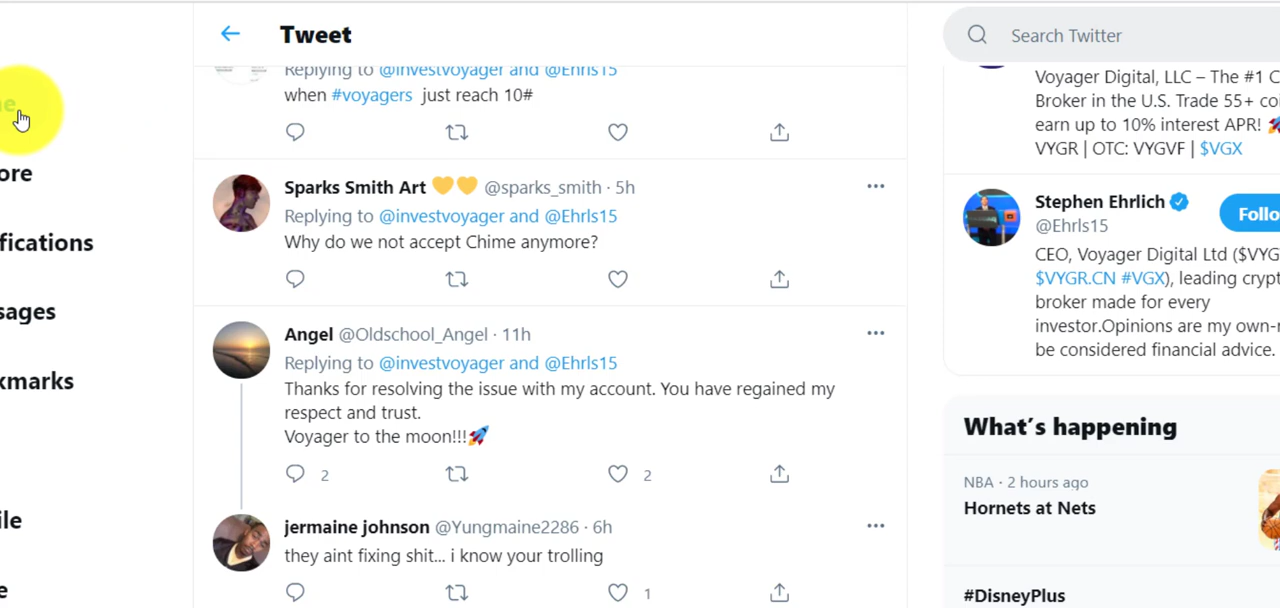 Tweet
Search Twitter
Replying to @investvoyager and @Ehrls15
when #voyagers just reach 10#
Sparks Smith Art 💛💛 @sparks_smith · 5h
Replying to @investvoyager and @Ehrls15
Why do we not accept Chime anymore?
Angel @Oldschool_Angel · 11h
Replying to @investvoyager and @Ehrls15
Thanks for resolving the issue with my account. You have regained my
respect and trust.
Voyager to the moon!!!🚀
2
2
jermaine johnson @Yungmaine2286 · 6h
they aint fixing shit... i know your trolling
1
ore
fications
sages
kmarks
ile
e
Voyager Digital, LLC – The #1 C
Broker in the U.S. Trade 55+ co
earn up to 10% interest APR! 🚀
VYGR | OTC: VYGVF | $VGX
Stephen Ehrlich
@Ehrls15
Follo
CEO, Voyager Digital Ltd ($VYG
$VYGR.CN #VGX), leading crypt
broker made for every
investor.Opinions are my own-
be considered financial advice.
What's happening
NBA · 2 hours ago
Hornets at Nets
#DisneyPlus